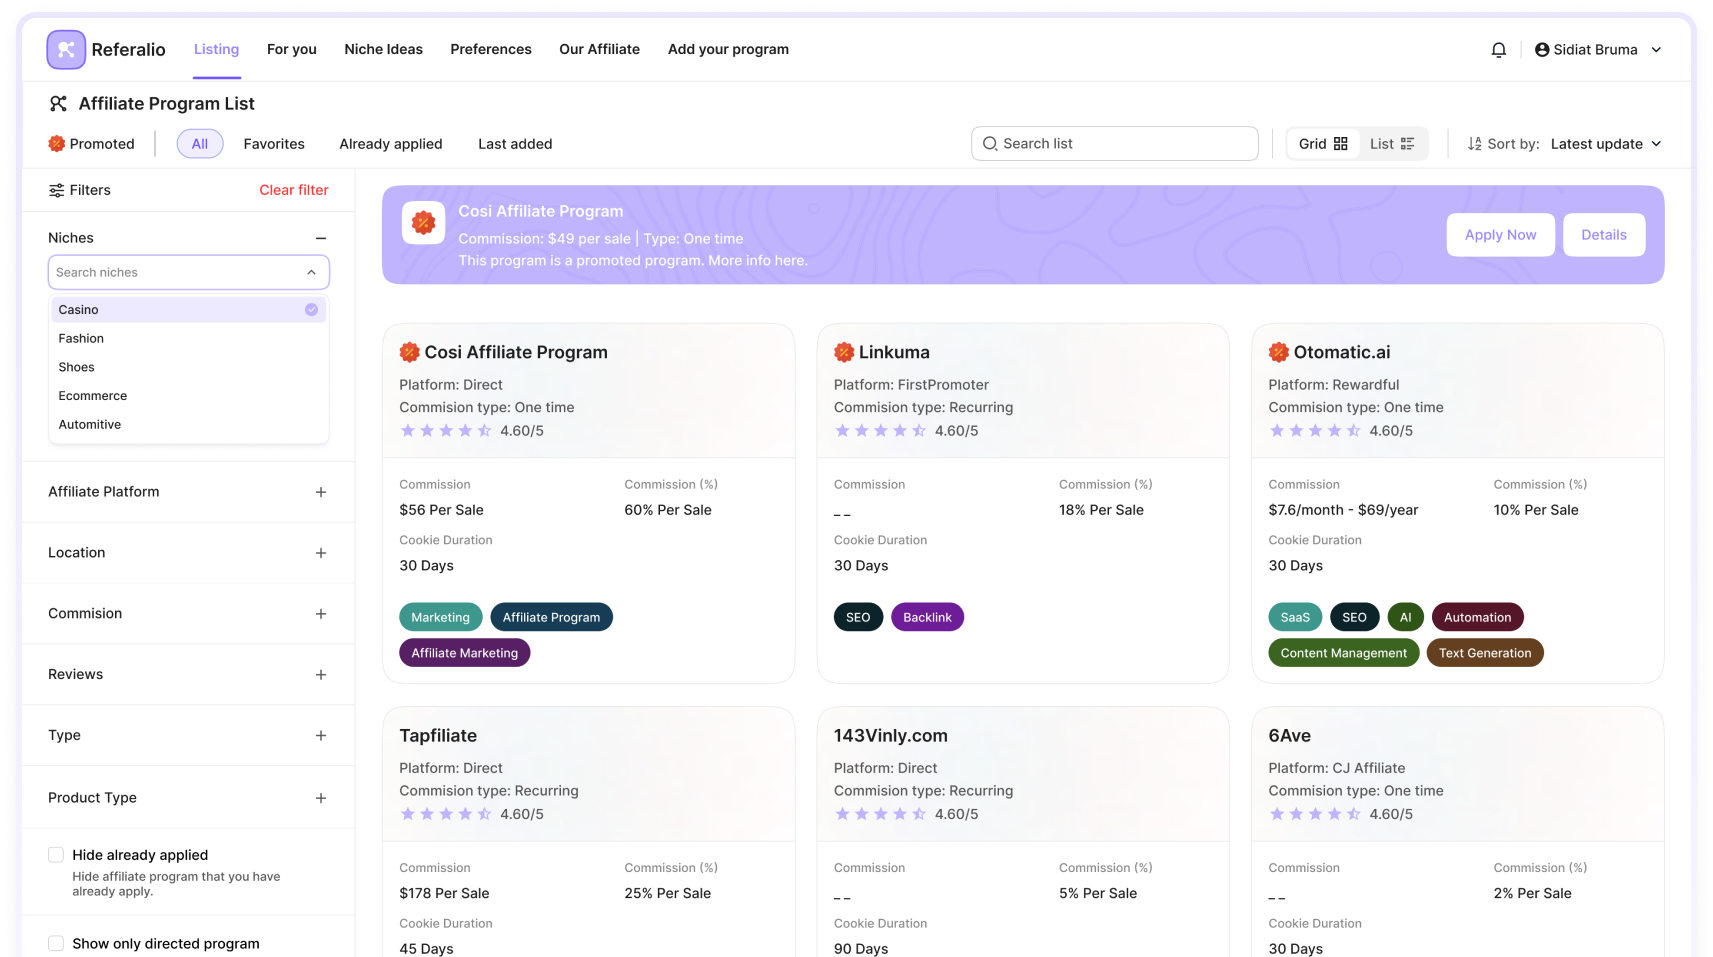 Referalio
Listing
For you
Niche Ideas
Preferences
Our Affiliate
Add your program
Sidiat Bruma
Affiliate Program List
Promoted
All
Favorites
Already applied
Last added
Search list
Grid
List
Sort by: Latest update
Filters
Clear filter
Niches
Search niches
Casino
Fashion
Shoes
Ecommerce
Automitive
Affiliate Platform
Location
Commision
Reviews
Type
Product Type
Hide already applied
Hide affiliate program that you have
already apply.
Show only directed program
Cosi Affiliate Program
Commission: $49 per sale | Type: One time
This program is a promoted program. More info here.
Apply Now
Details
Cosi Affiliate Program
Platform: Direct
Commision type: One time
4.60/5
Commission
$56 Per Sale
Commission (%)
60% Per Sale
Cookie Duration
30 Days
Marketing
Affiliate Program
Affiliate Marketing
Linkuma
Platform: FirstPromoter
Commision type: Recurring
4.60/5
Commission
_ _
Commission (%)
18% Per Sale
Cookie Duration
30 Days
SEO
Backlink
Otomatic.ai
Platform: Rewardful
Commision type: One time
4.60/5
Commission
$7.6/month - $69/year
Commission (%)
10% Per Sale
Cookie Duration
30 Days
SaaS
SEO
AI
Automation
Content Management
Text Generation
Tapfiliate
Platform: Direct
Commision type: Recurring
4.60/5
Commission
$178 Per Sale
Commission (%)
25% Per Sale
Cookie Duration
45 Days
143Vinly.com
Platform: Direct
Commision type: Recurring
4.60/5
Commission
_ _
Commission (%)
5% Per Sale
Cookie Duration
90 Days
6Ave
Platform: CJ Affiliate
Commision type: One time
4.60/5
Commission
_ _
Commission (%)
2% Per Sale
Cookie Duration
30 Days